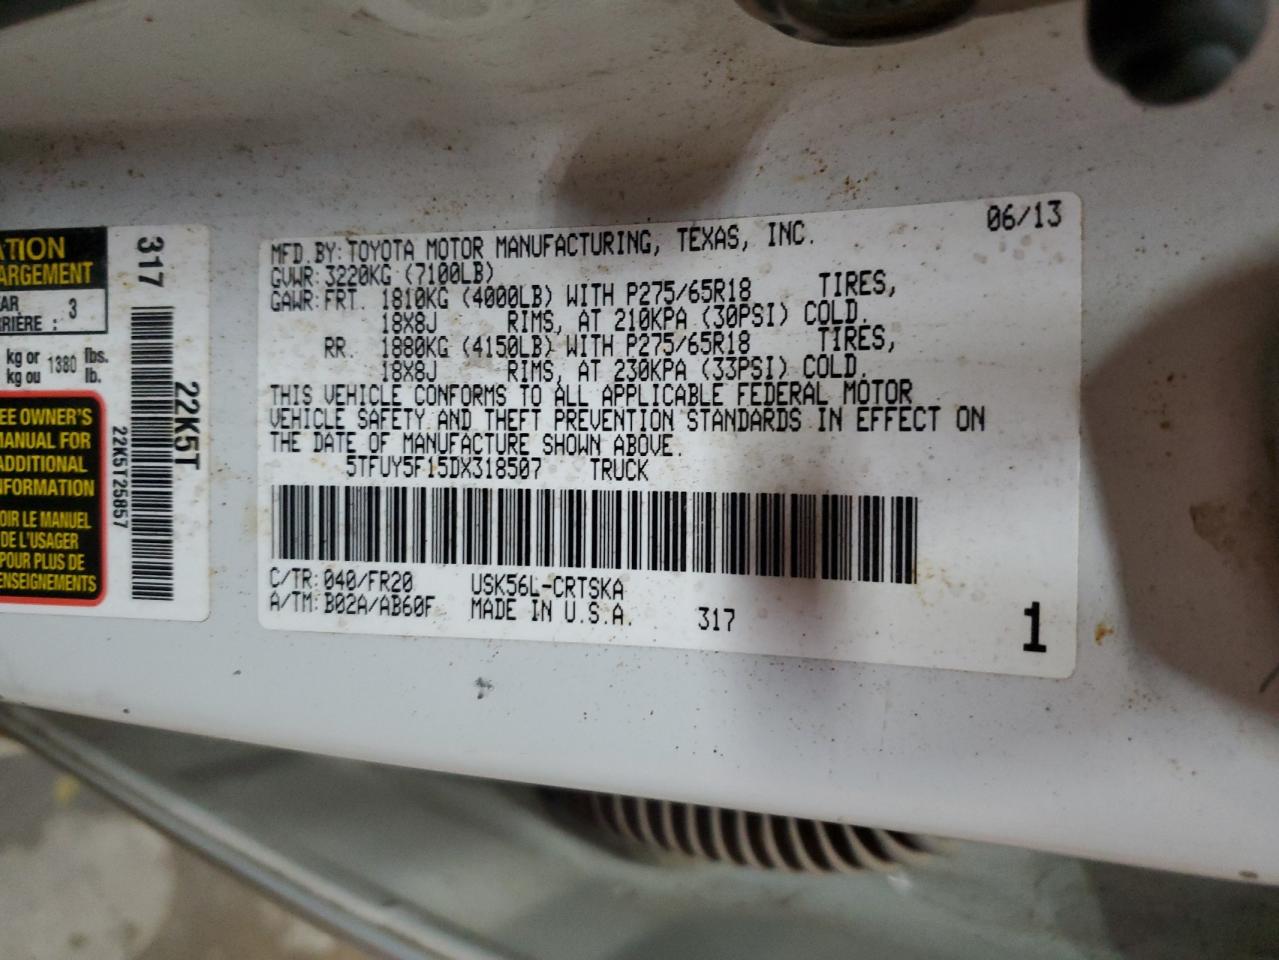 MFD.BY:TOYOTA MOTOR MANUFACTURING, TEXAS, INC. 06/13
GVWR:3220KG (7100LB)
GAWR:FRT. 1810KG (4000LB) WITH P275/65R18 TIRES,
18X8J RIMS, AT 210KPA (30PSI) COLD.
RR. 1880KG (4150LB) WITH P275/65R18 TIRES,
18X8J RIMS, AT 230KPA (33PSI) COLD.
THIS VEHICLE CONFORMS TO ALL APPLICABLE FEDERAL MOTOR
VEHICLE SAFETY AND THEFT PREVENTION STANDARDS IN EFFECT ON
THE DATE OF MANUFACTURE SHOWN ABOVE.
5TFUY5F15DX318507 TRUCK
C/TR:040/FR20 USK56L-CRTSKA
A/TM:B02A/AB60F MADE IN U.S.A. 317 1
ATION
ARGEMENT
EAR 3
RRIÈRE :
kg or 1380 lbs.
kg ou lb.
EE OWNER'S
MANUAL FOR
ADDITIONAL
NFORMATION
OIR LE MANUEL
DE L'USAGER
POUR PLUS DE
ENSEIGNEMENTS
317
22K5T
22K5T25857